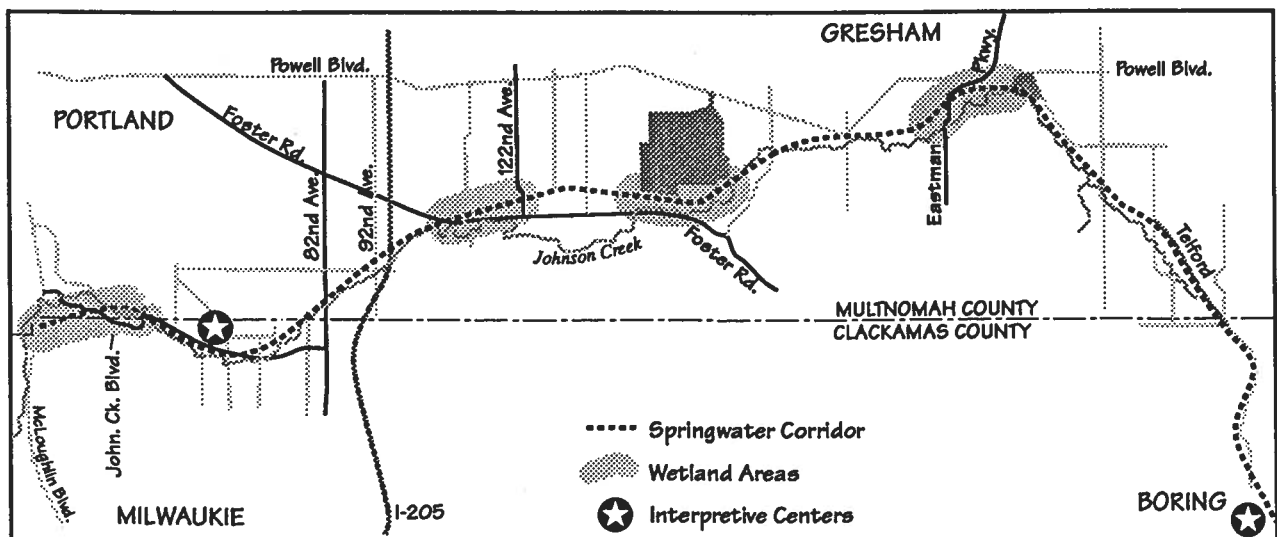 GRESHAM
Pkwy.
Powell Blvd.
Powell Blvd.
PORTLAND
Foster Rd.
82nd Ave.
92nd Ave.
122nd Ave.
Eastman
Johnson Creek
Foster Rd.
Telford
MULTNOMAH COUNTY
CLACKAMAS COUNTY
John. Ck. Blvd.
McLoughlin Blvd.
Springwater Corridor
Wetland Areas
Interpretive Centers
MILWAUKIE
I-205
BORING